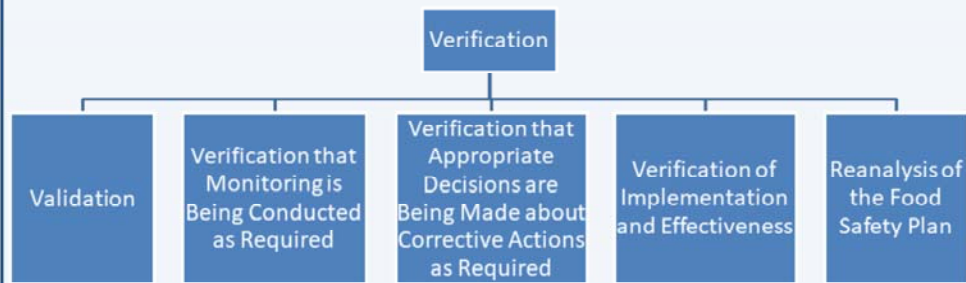 Verification
Validation
Verification that
Monitoring is
Being Conducted
as Required
Verification that
Appropriate
Decisions are
Being Made about
Corrective Actions
as Required
Verification of
Implementation
and Effectiveness
Reanalysis of
the Food
Safety Plan